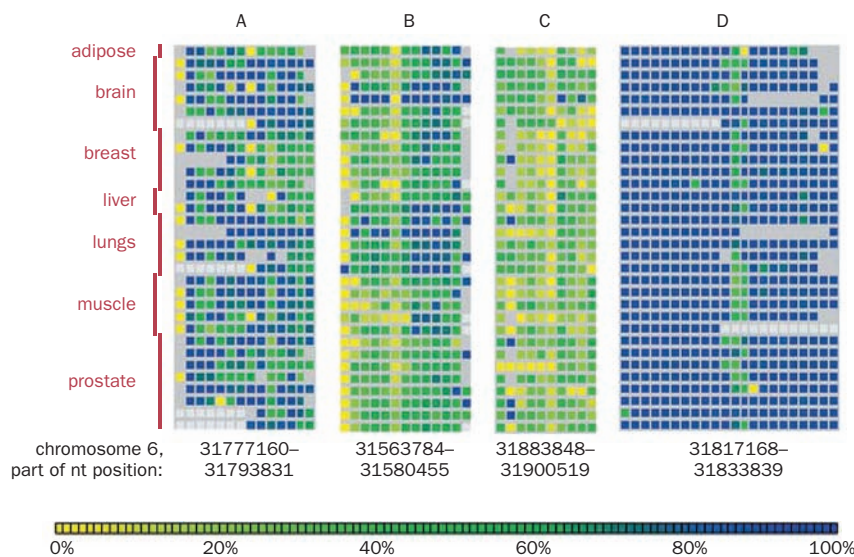 A B C D
adipose
brain
breast
liver
lungs
muscle
prostate
chromosome 6, 31777160– 31563784– 31883848– 31817168–
part of nt position: 31793831 31580455 31900519 31833839
0% 20% 40% 60% 80% 100%